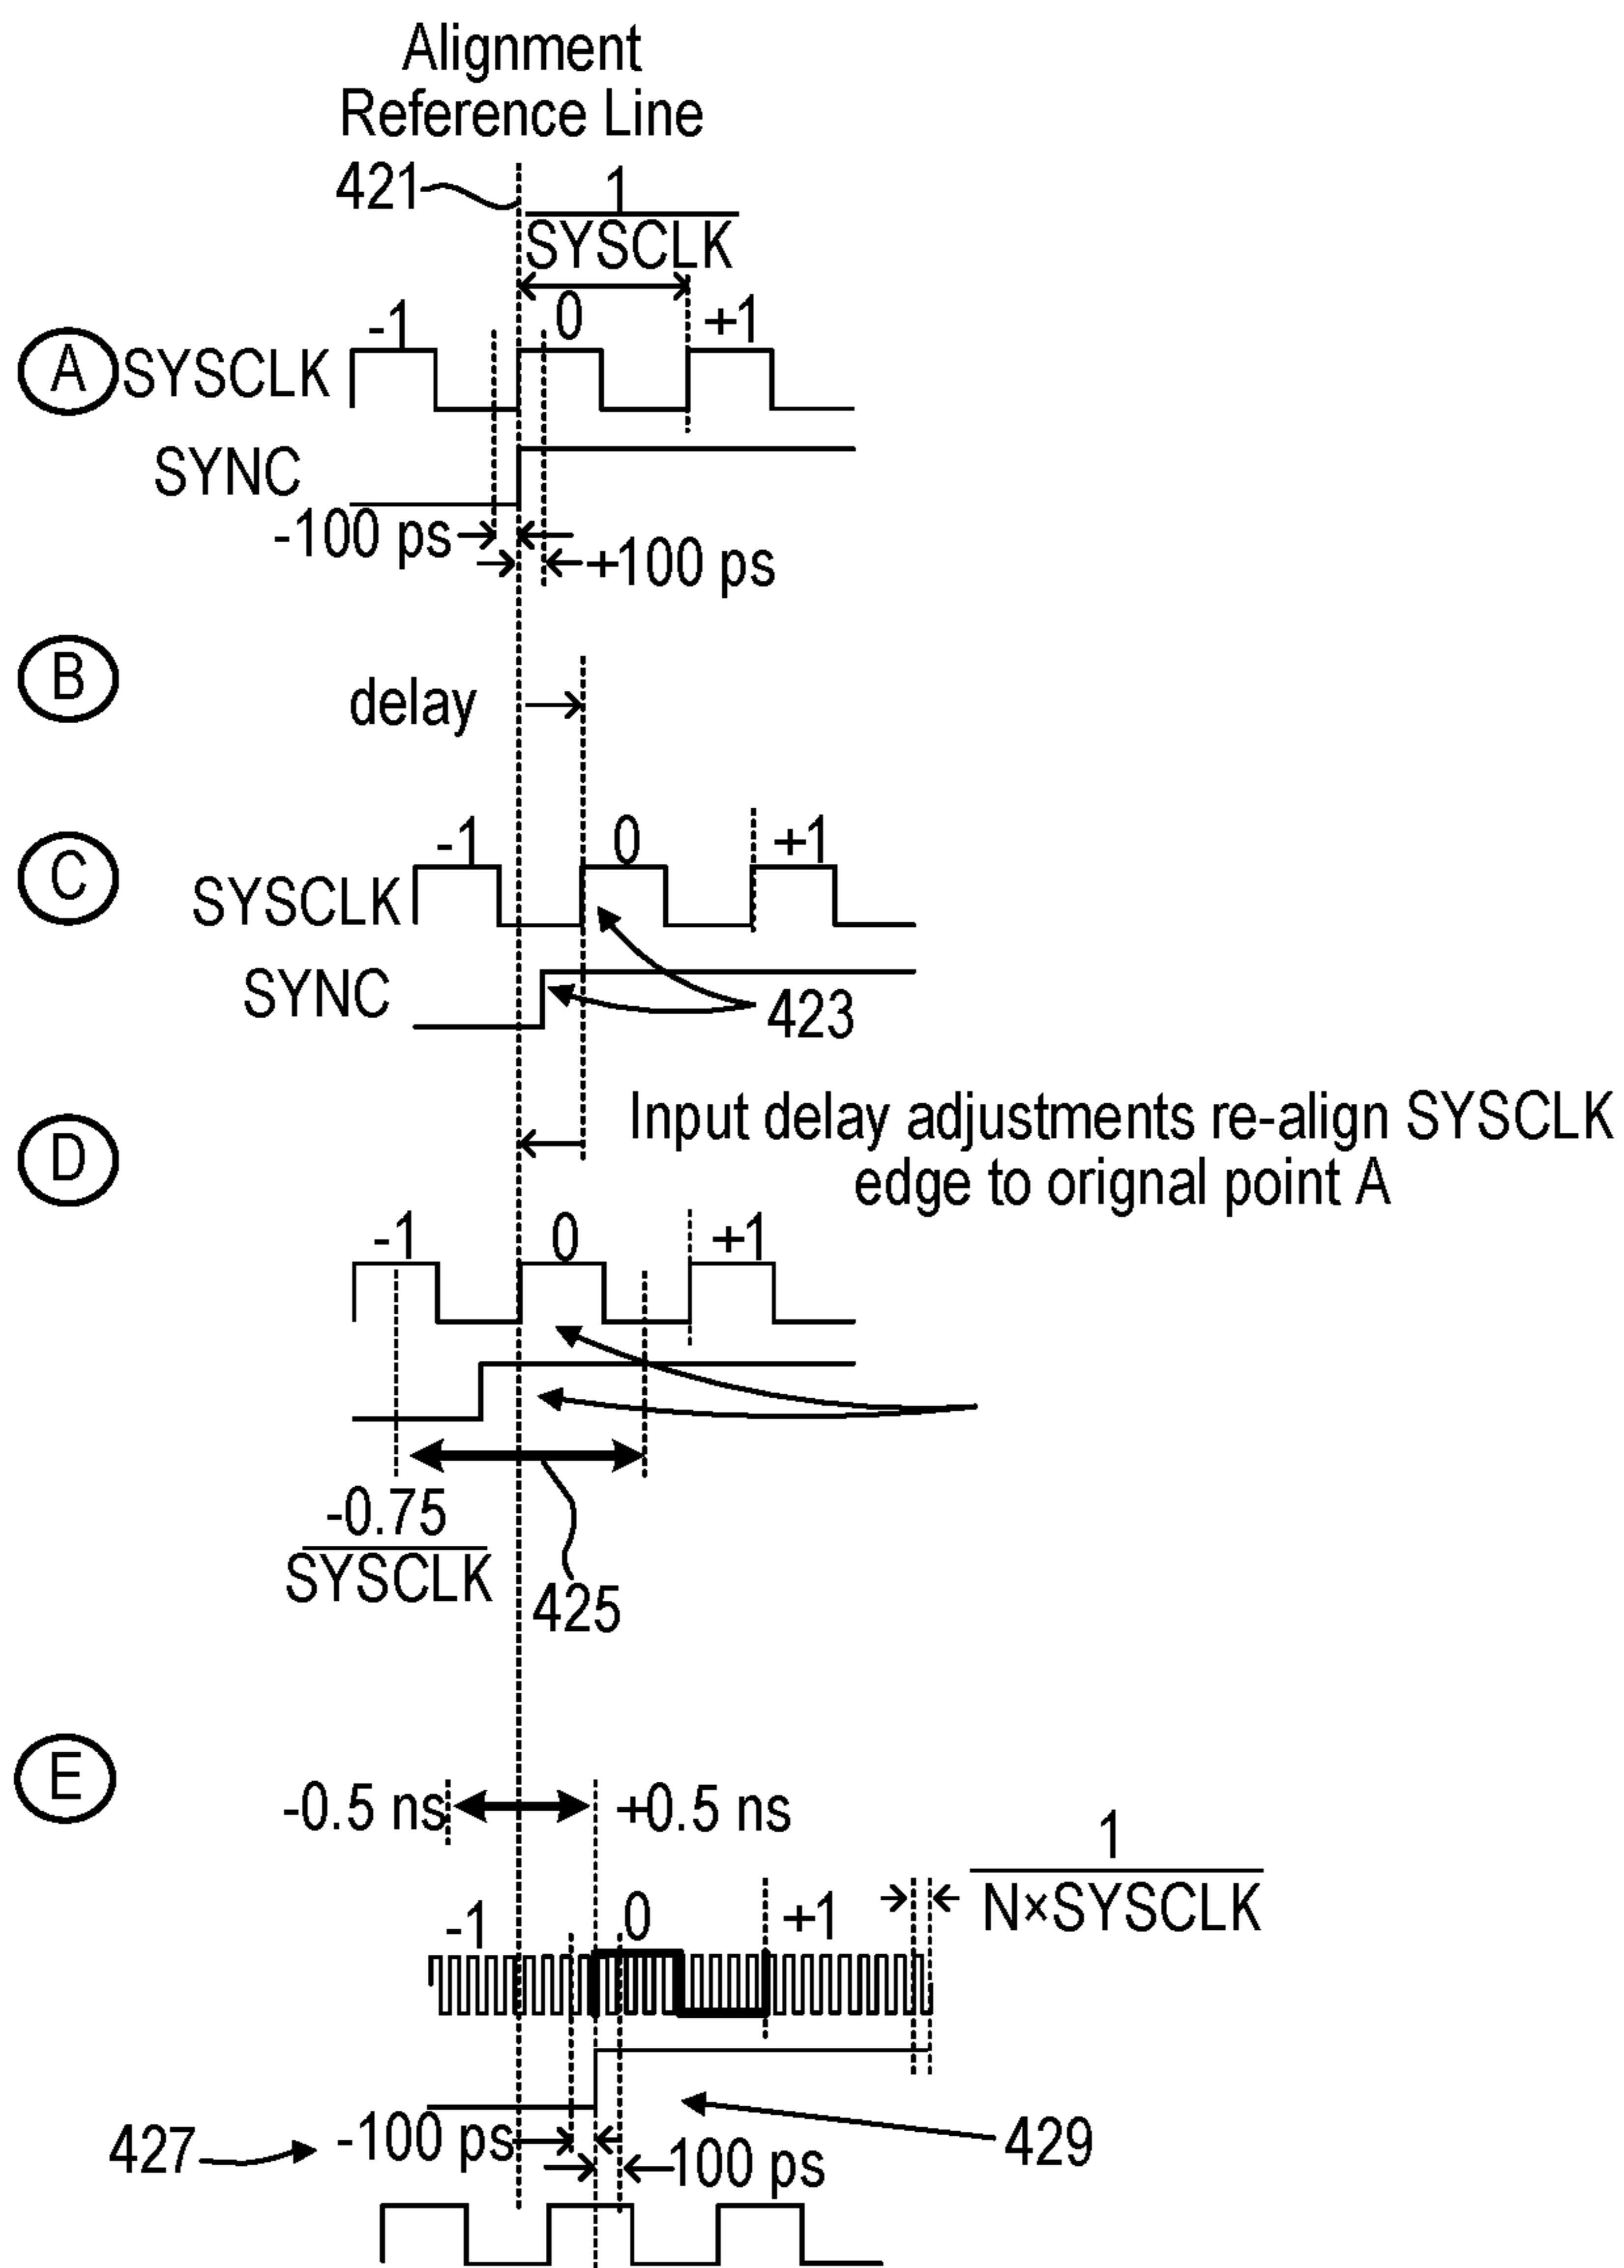 Alignment
Reference Line
421
1
SYSCLK
-1 0 +1
A SYSCLK
SYNC
-100 ps
+100 ps
B
delay
C
-1 0 +1
SYSCLK
SYNC
423
D
Input delay adjustments re-align SYSCLK
edge to orignal point A
-1 0 +1
-0.75
SYSCLK
425
E
-0.5 ns +0.5 ns
1
N×SYSCLK
-1 0 +1
427
-100 ps
100 ps
429